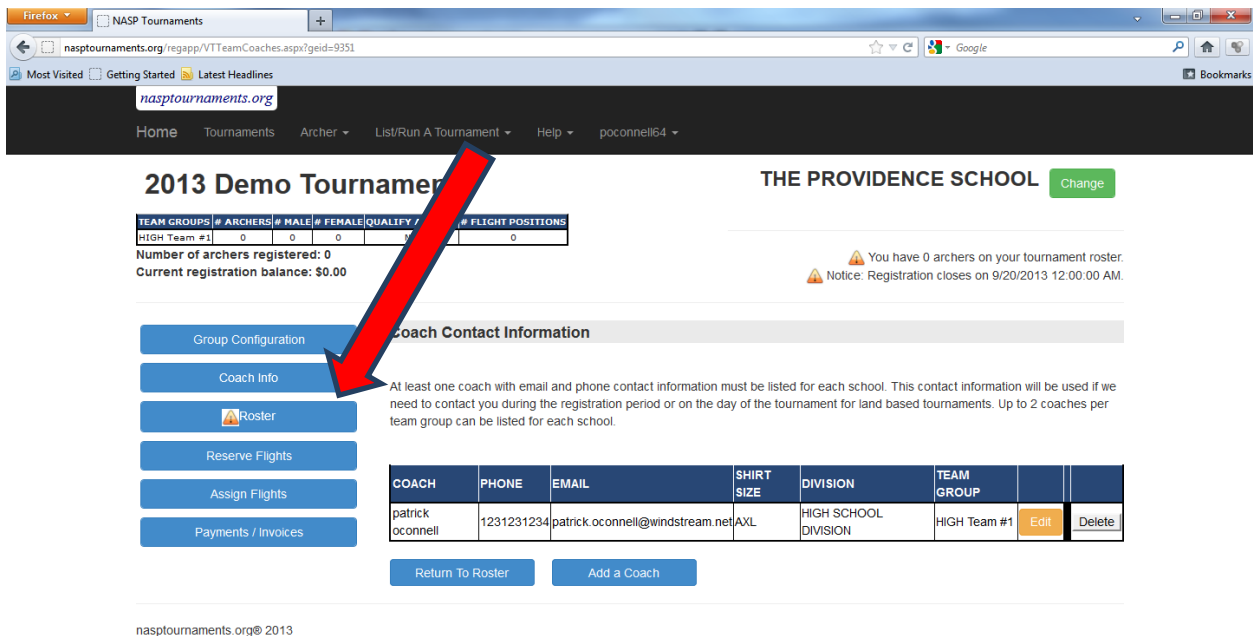 Firefox
NASP Tournaments
+
nasptournaments.org/regapp/VTTeamCoaches.aspx?geid=9351
Google
Most Visited Getting Started Latest Headlines Bookmarks
nasptournaments.org
Home Tournaments Archer List/Run A Tournament Help poconnell64
2013 Demo Tournamen
THE PROVIDENCE SCHOOL Change
TEAM GROUPS # ARCHERS # MALE # FEMALE QUALIFY # FLIGHT POSITIONS
HIGH Team #1 0 0 0 N 0
Number of archers registered: 0
Current registration balance: $0.00
You have 0 archers on your tournament roster.
Notice: Registration closes on 9/20/2013 12:00:00 AM.
Group Configuration
Coach Info
Roster
Reserve Flights
Assign Flights
Payments / Invoices
Coach Contact Information
At least one coach with email and phone contact information must be listed for each school. This contact information will be used if we
need to contact you during the registration period or on the day of the tournament for land based tournaments. Up to 2 coaches per
team group can be listed for each school.
COACH PHONE EMAIL SHIRT SIZE DIVISION TEAM GROUP
patrick oconnell 1231231234 patrick.oconnell@windstream.net AXL HIGH SCHOOL DIVISION HIGH Team #1 Edit Delete
Return To Roster Add a Coach
nasptournaments.org® 2013